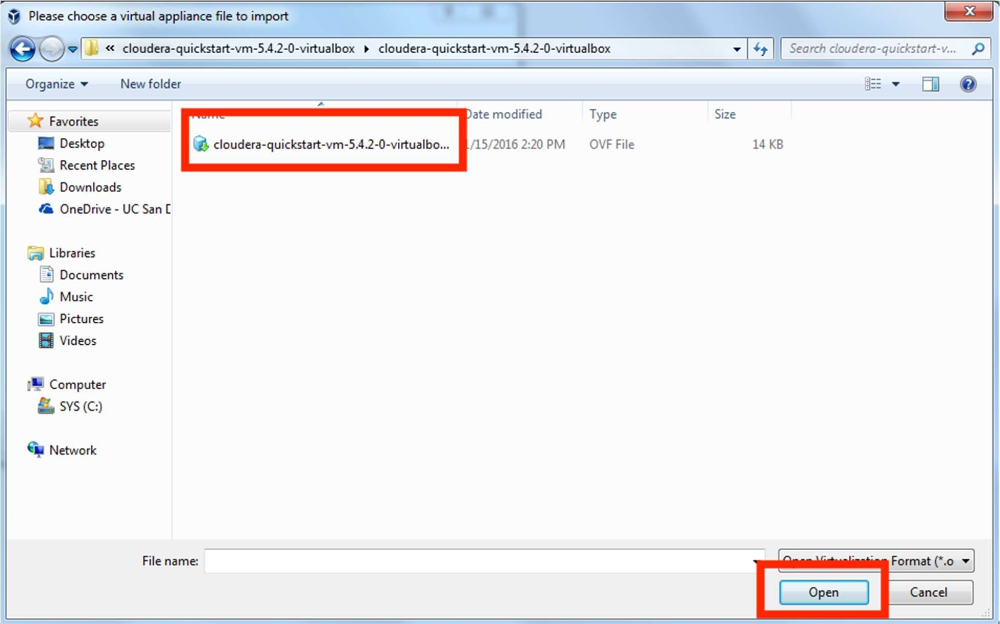 Please choose a virtual appliance file to import
« cloudera-quickstart-vm-5.4.2-0-virtualbox cloudera-quickstart-vm-5.4.2-0-virtualbox Search cloudera-quickstart-v...
Organize New folder
Name Date modified Type Size
cloudera-quickstart-vm-5.4.2-0-virtualbo... 1/15/2016 2:20 PM OVF File 14 KB
Favorites
Desktop
Recent Places
Downloads
OneDrive - UC San D
Libraries
Documents
Music
Pictures
Videos
Computer
SYS (C:)
Network
File name: Open Virtualization Format (*.o
Open Cancel